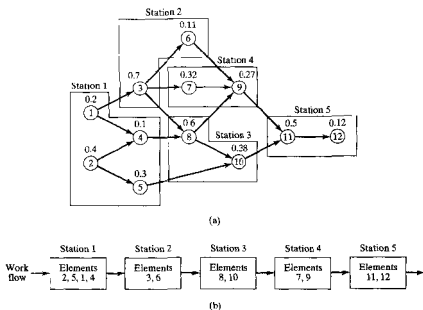 Station 2
0.11
6
Station 4
0.7
0.32
0.27
3
7
9
Station 1
0.2
1
0.1
4
0.6
8
Station 5
0.5
0.12
11
12
0.4
2
Station 3
0.3
5
0.38
10
(a)
Station 1
Station 2
Station 3
Station 4
Station 5
Work
flow
Elements
2, 5, 1, 4
Elements
3, 6
Elements
8, 10
Elements
7, 9
Elements
11, 12
(b)